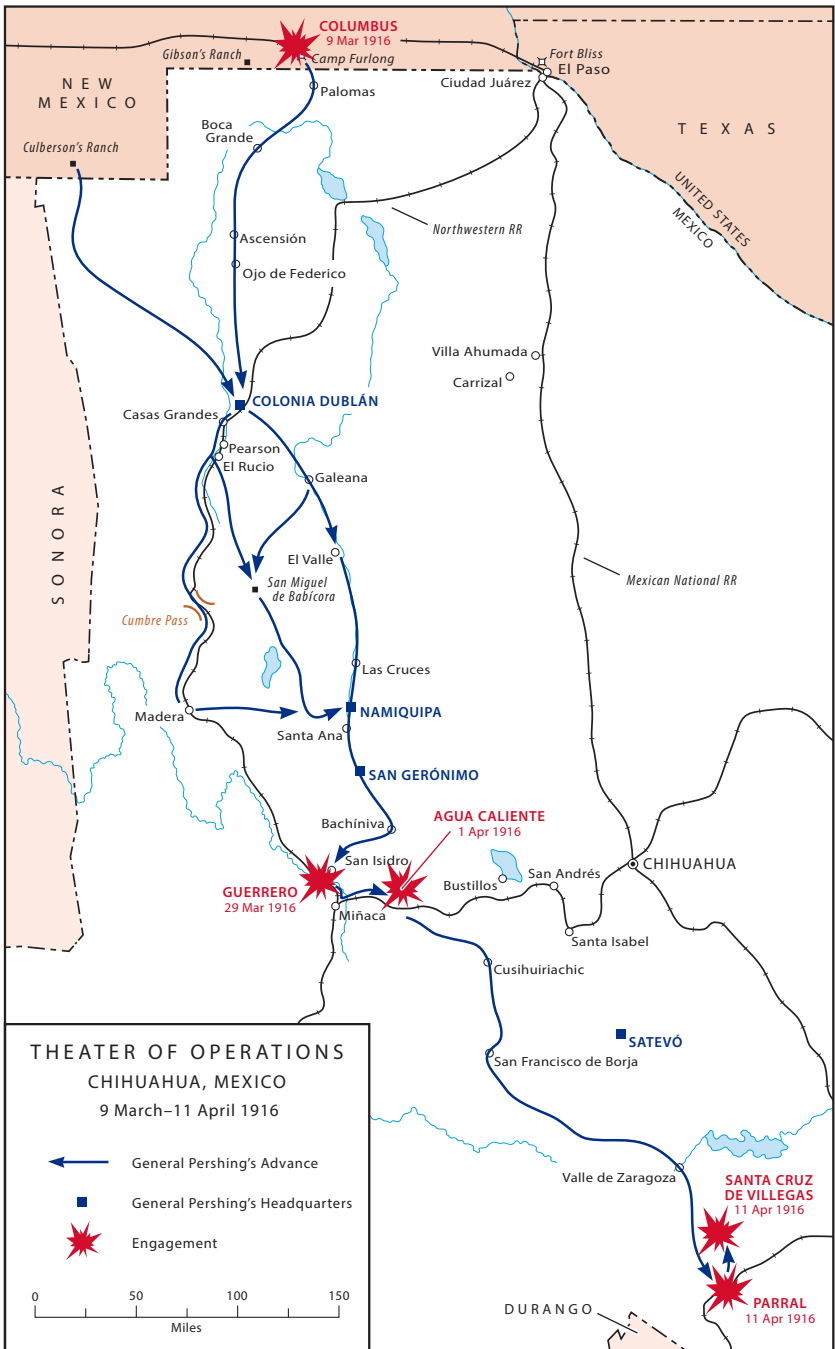 COLUMBUS
9 Mar 1916
Gibson's Ranch
Camp Furlong
Fort Bliss
El Paso
Ciudad Juárez
NEW
MEXICO
Palomas
TEXAS
Boca
Grande
Culberson's Ranch
UNITED STATES
MEXICO
Northwestern RR
Ascensión
Ojo de Federico
Villa Ahumada
Carrizal
COLONIA DUBLÁN
Casas Grandes
Pearson
El Rucio
Galeana
SONORA
El Valle
San Miguel
de Babícora
Mexican National RR
Cumbre Pass
Las Cruces
Madera
NAMIQUIPA
Santa Ana
SAN GERÓNIMO
AGUA CALIENTE
1 Apr 1916
Bachíniva
San Isidro
CHIHUAHUA
GUERRERO
29 Mar 1916
Bustillos
San Andrés
Miñaca
Santa Isabel
Cusihuiriachic
SATEVÓ
San Francisco de Borja
THEATER OF OPERATIONS
CHIHUAHUA, MEXICO
9 March–11 April 1916
General Pershing's Advance
General Pershing's Headquarters
Engagement
0 50 100 150
Miles
Valle de Zaragoza
SANTA CRUZ
DE VILLEGAS
11 Apr 1916
PARRAL
11 Apr 1916
DURANGO